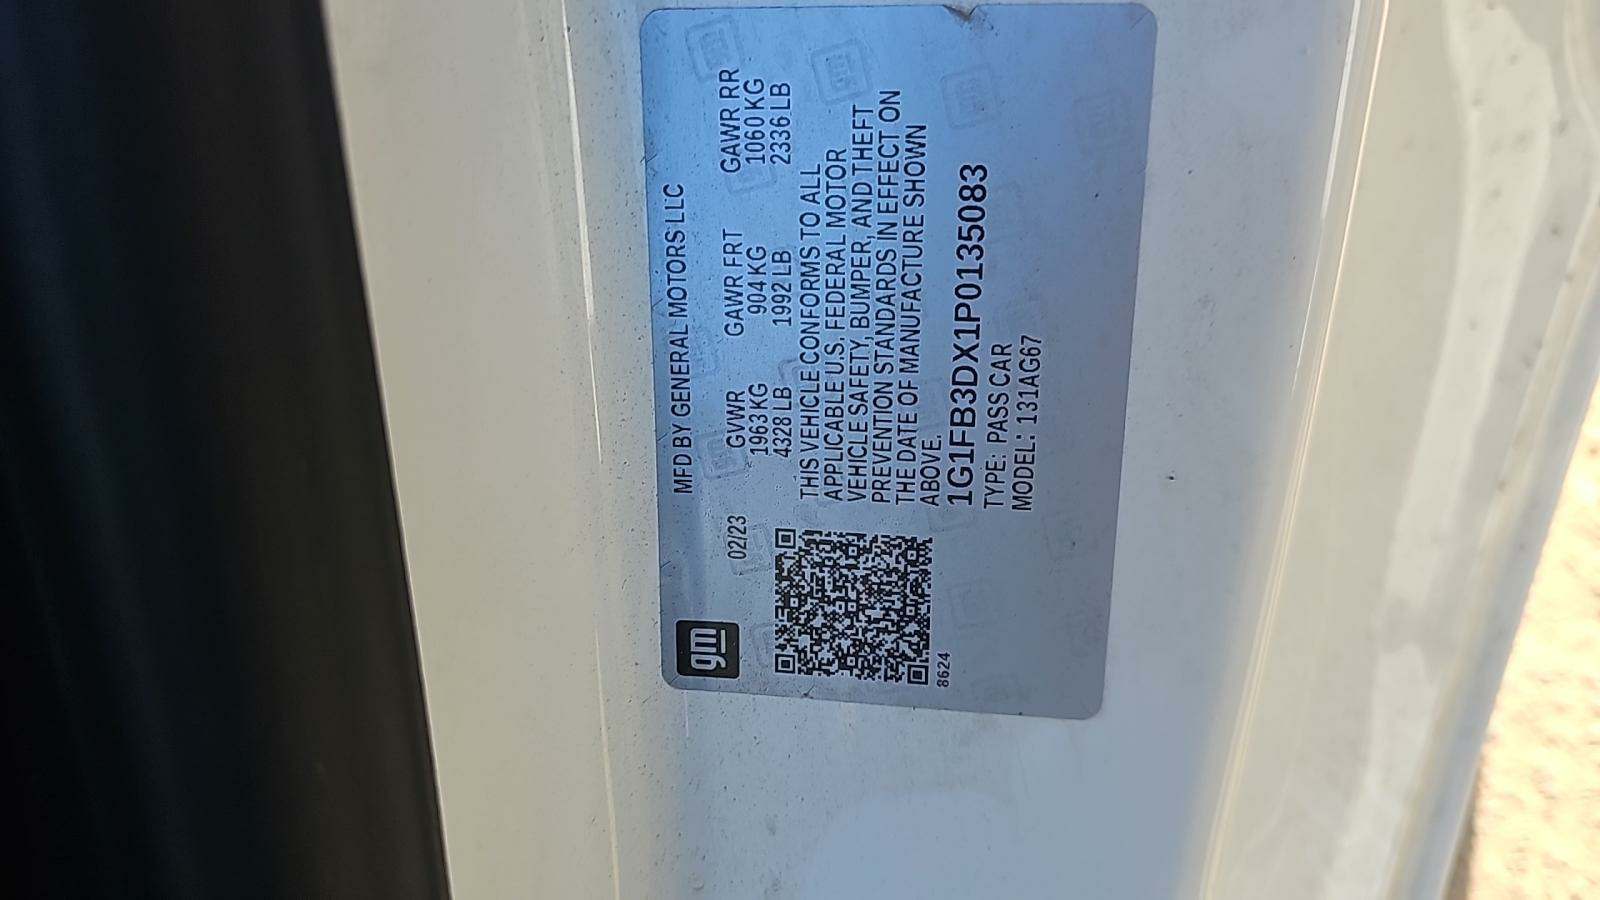 gm
MFD BY GENERAL MOTORS LLC
02/23
GVWR GAWR FRT GAWR RR
1963 KG 904 KG 1060 KG
4328 LB 1992 LB 2336 LB
THIS VEHICLE CONFORMS TO ALL
APPLICABLE U.S. FEDERAL MOTOR
VEHICLE SAFETY, BUMPER, AND THEFT
PREVENTION STANDARDS IN EFFECT ON
THE DATE OF MANUFACTURE SHOWN
ABOVE.
1G1FB3DX1P0135083
TYPE: PASS CAR
MODEL: 131AG67
8624